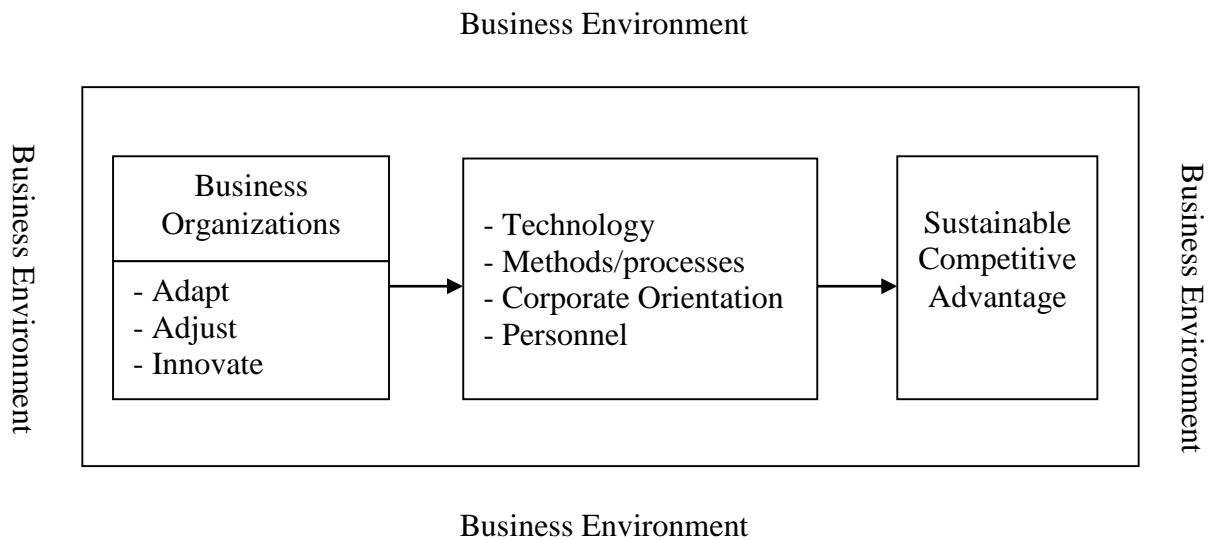 Business Environment
Business Environment
Business
Organizations
- Adapt
- Adjust
- Innovate
- Technology
- Methods/processes
- Corporate Orientation
- Personnel
Sustainable
Competitive
Advantage
Business Environment
Business Environment